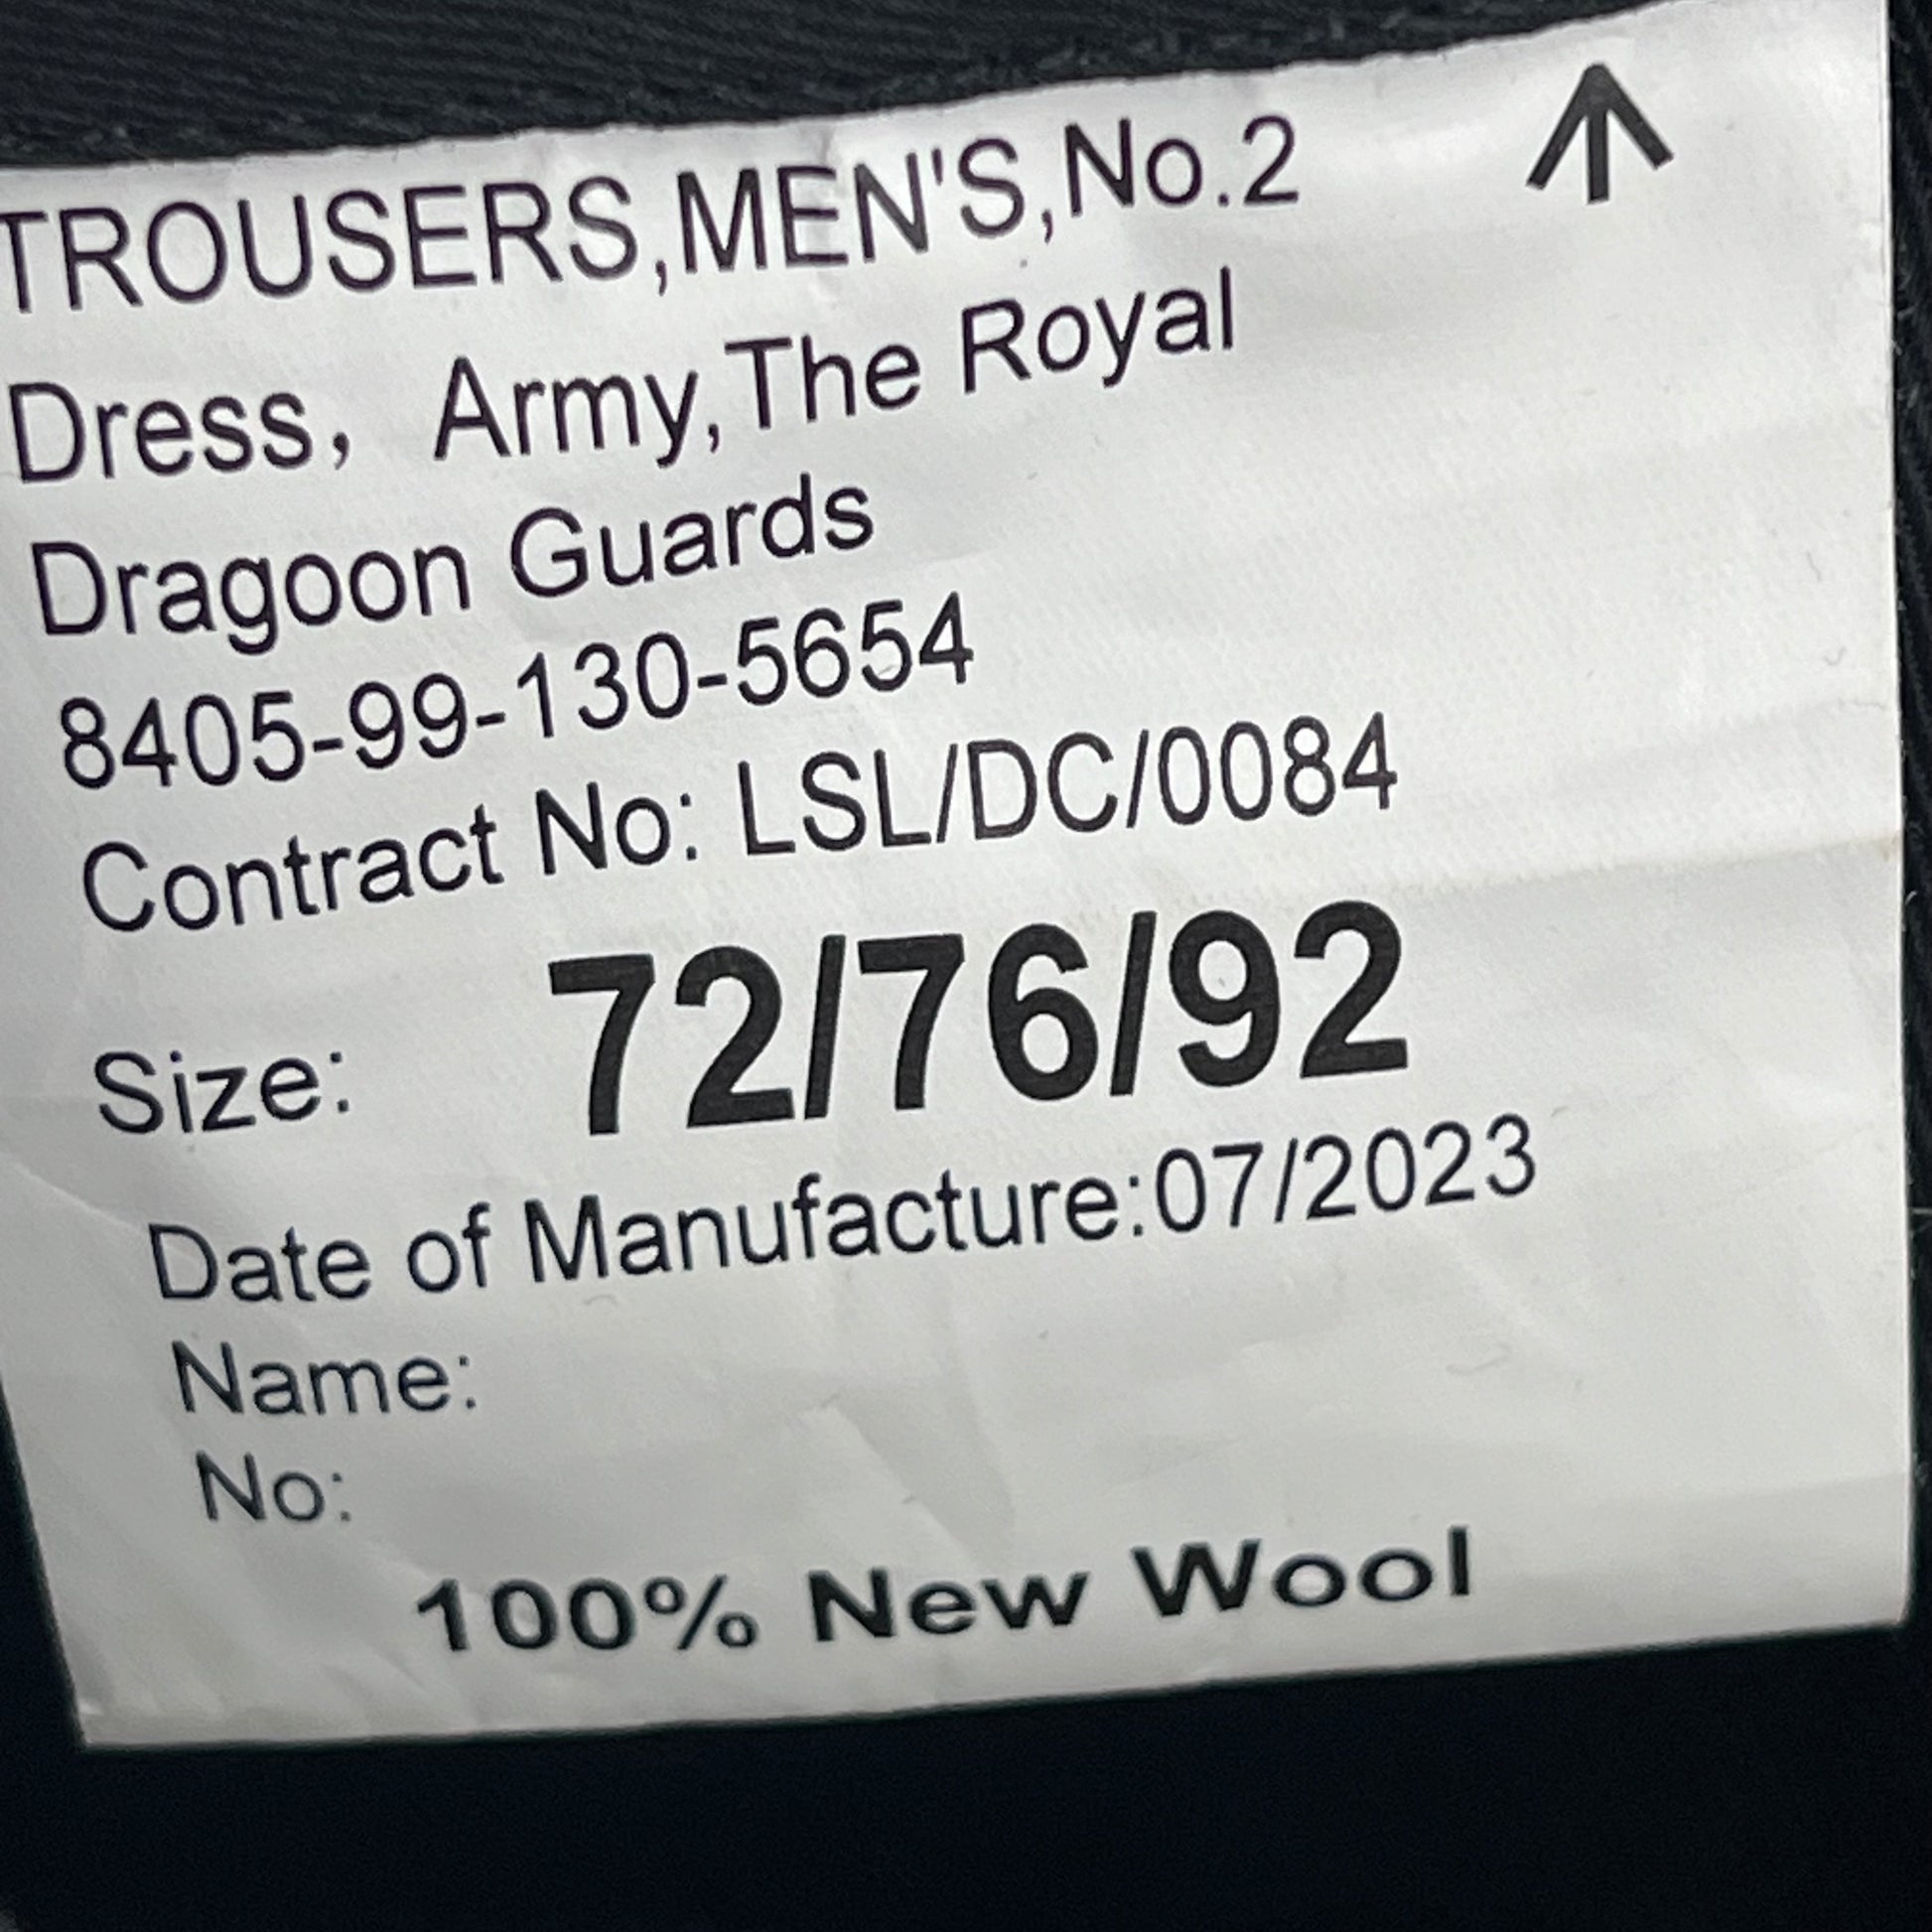 TROUSERS,MEN'S,No.2
Dress， Army,The Royal
Dragoon Guards
8405-99-130-5654
Contract No: LSL/DC/0084
Size: 72/76/92
Date of Manufacture:07/2023
Name:
No:
100% New Wool